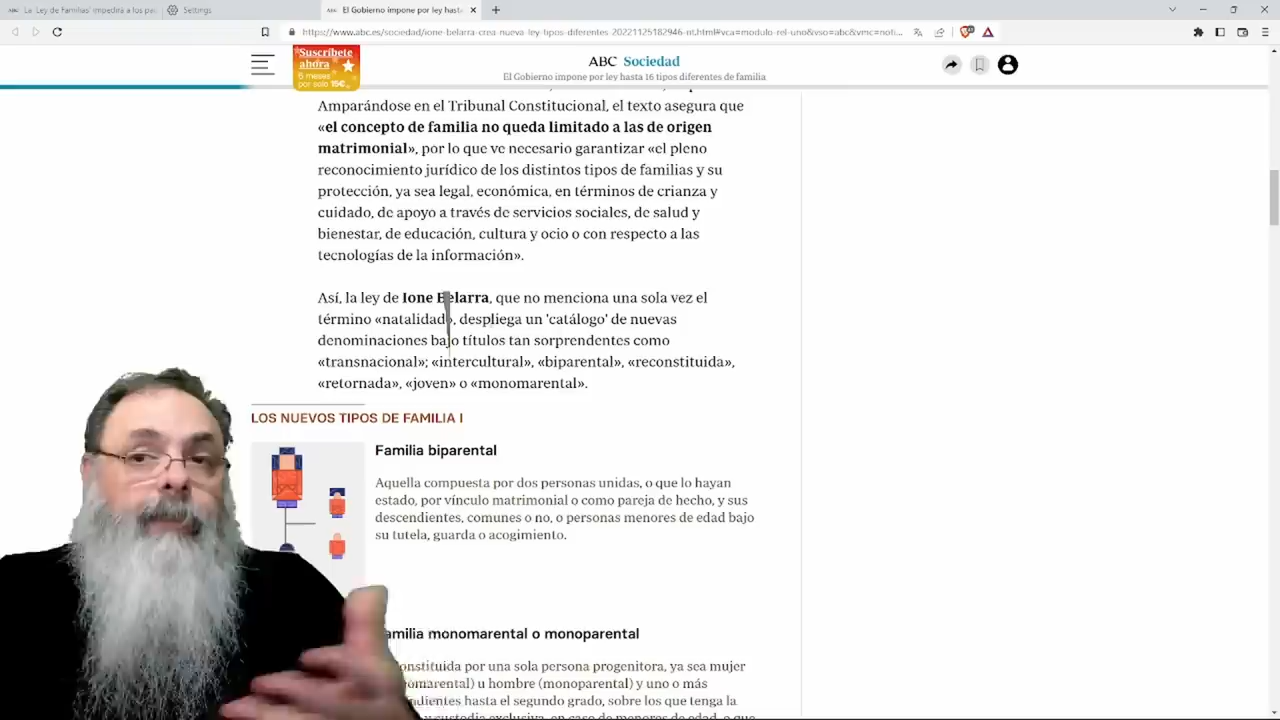 La 'Ley de Familias' impedirá a los pa
Settings
El Gobierno impone por ley hasta
https://www.abc.es/sociedad/ione-belarra-crea-nueva-ley-tipos-diferentes-20221125182946-nt.html?vca=modulo-rel-uno&vso=abc&vmc=noti...
Suscríbete
ahora
6 meses
por solo 15€
ABC Sociedad
El Gobierno impone por ley hasta 16 tipos diferentes de familia
Amparándose en el Tribunal Constitucional, el texto asegura que
«el concepto de familia no queda limitado a las de origen
matrimonial», por lo que ve necesario garantizar «el pleno
reconocimiento jurídico de los distintos tipos de familias y su
protección, ya sea legal, económica, en términos de crianza y
cuidado, de apoyo a través de servicios sociales, de salud y
bienestar, de educación, cultura y ocio o con respecto a las
tecnologías de la información».
Así, la ley de Ione Belarra, que no menciona una sola vez el
término «natalidad», despliega un 'catálogo' de nuevas
denominaciones bajo títulos tan sorprendentes como
«transnacional»; «intercultural», «biparental», «reconstituida»,
«retornada», «joven» o «monomarental».
LOS NUEVOS TIPOS DE FAMILIA I
Familia biparental
Aquella compuesta por dos personas unidas, o que lo hayan
estado, por vínculo matrimonial o como pareja de hecho, y sus
descendientes, comunes o no, o personas menores de edad bajo
su tutela, guarda o acogimiento.
amilia monomarental o monoparental
onstituida por una sola persona progenitora, ya sea mujer
omarental) u hombre (monoparental) y uno o más
ndientes hasta el segundo grado, sobre los que tenga la
y custodia exclusiva, en caso de menores de edad, o que